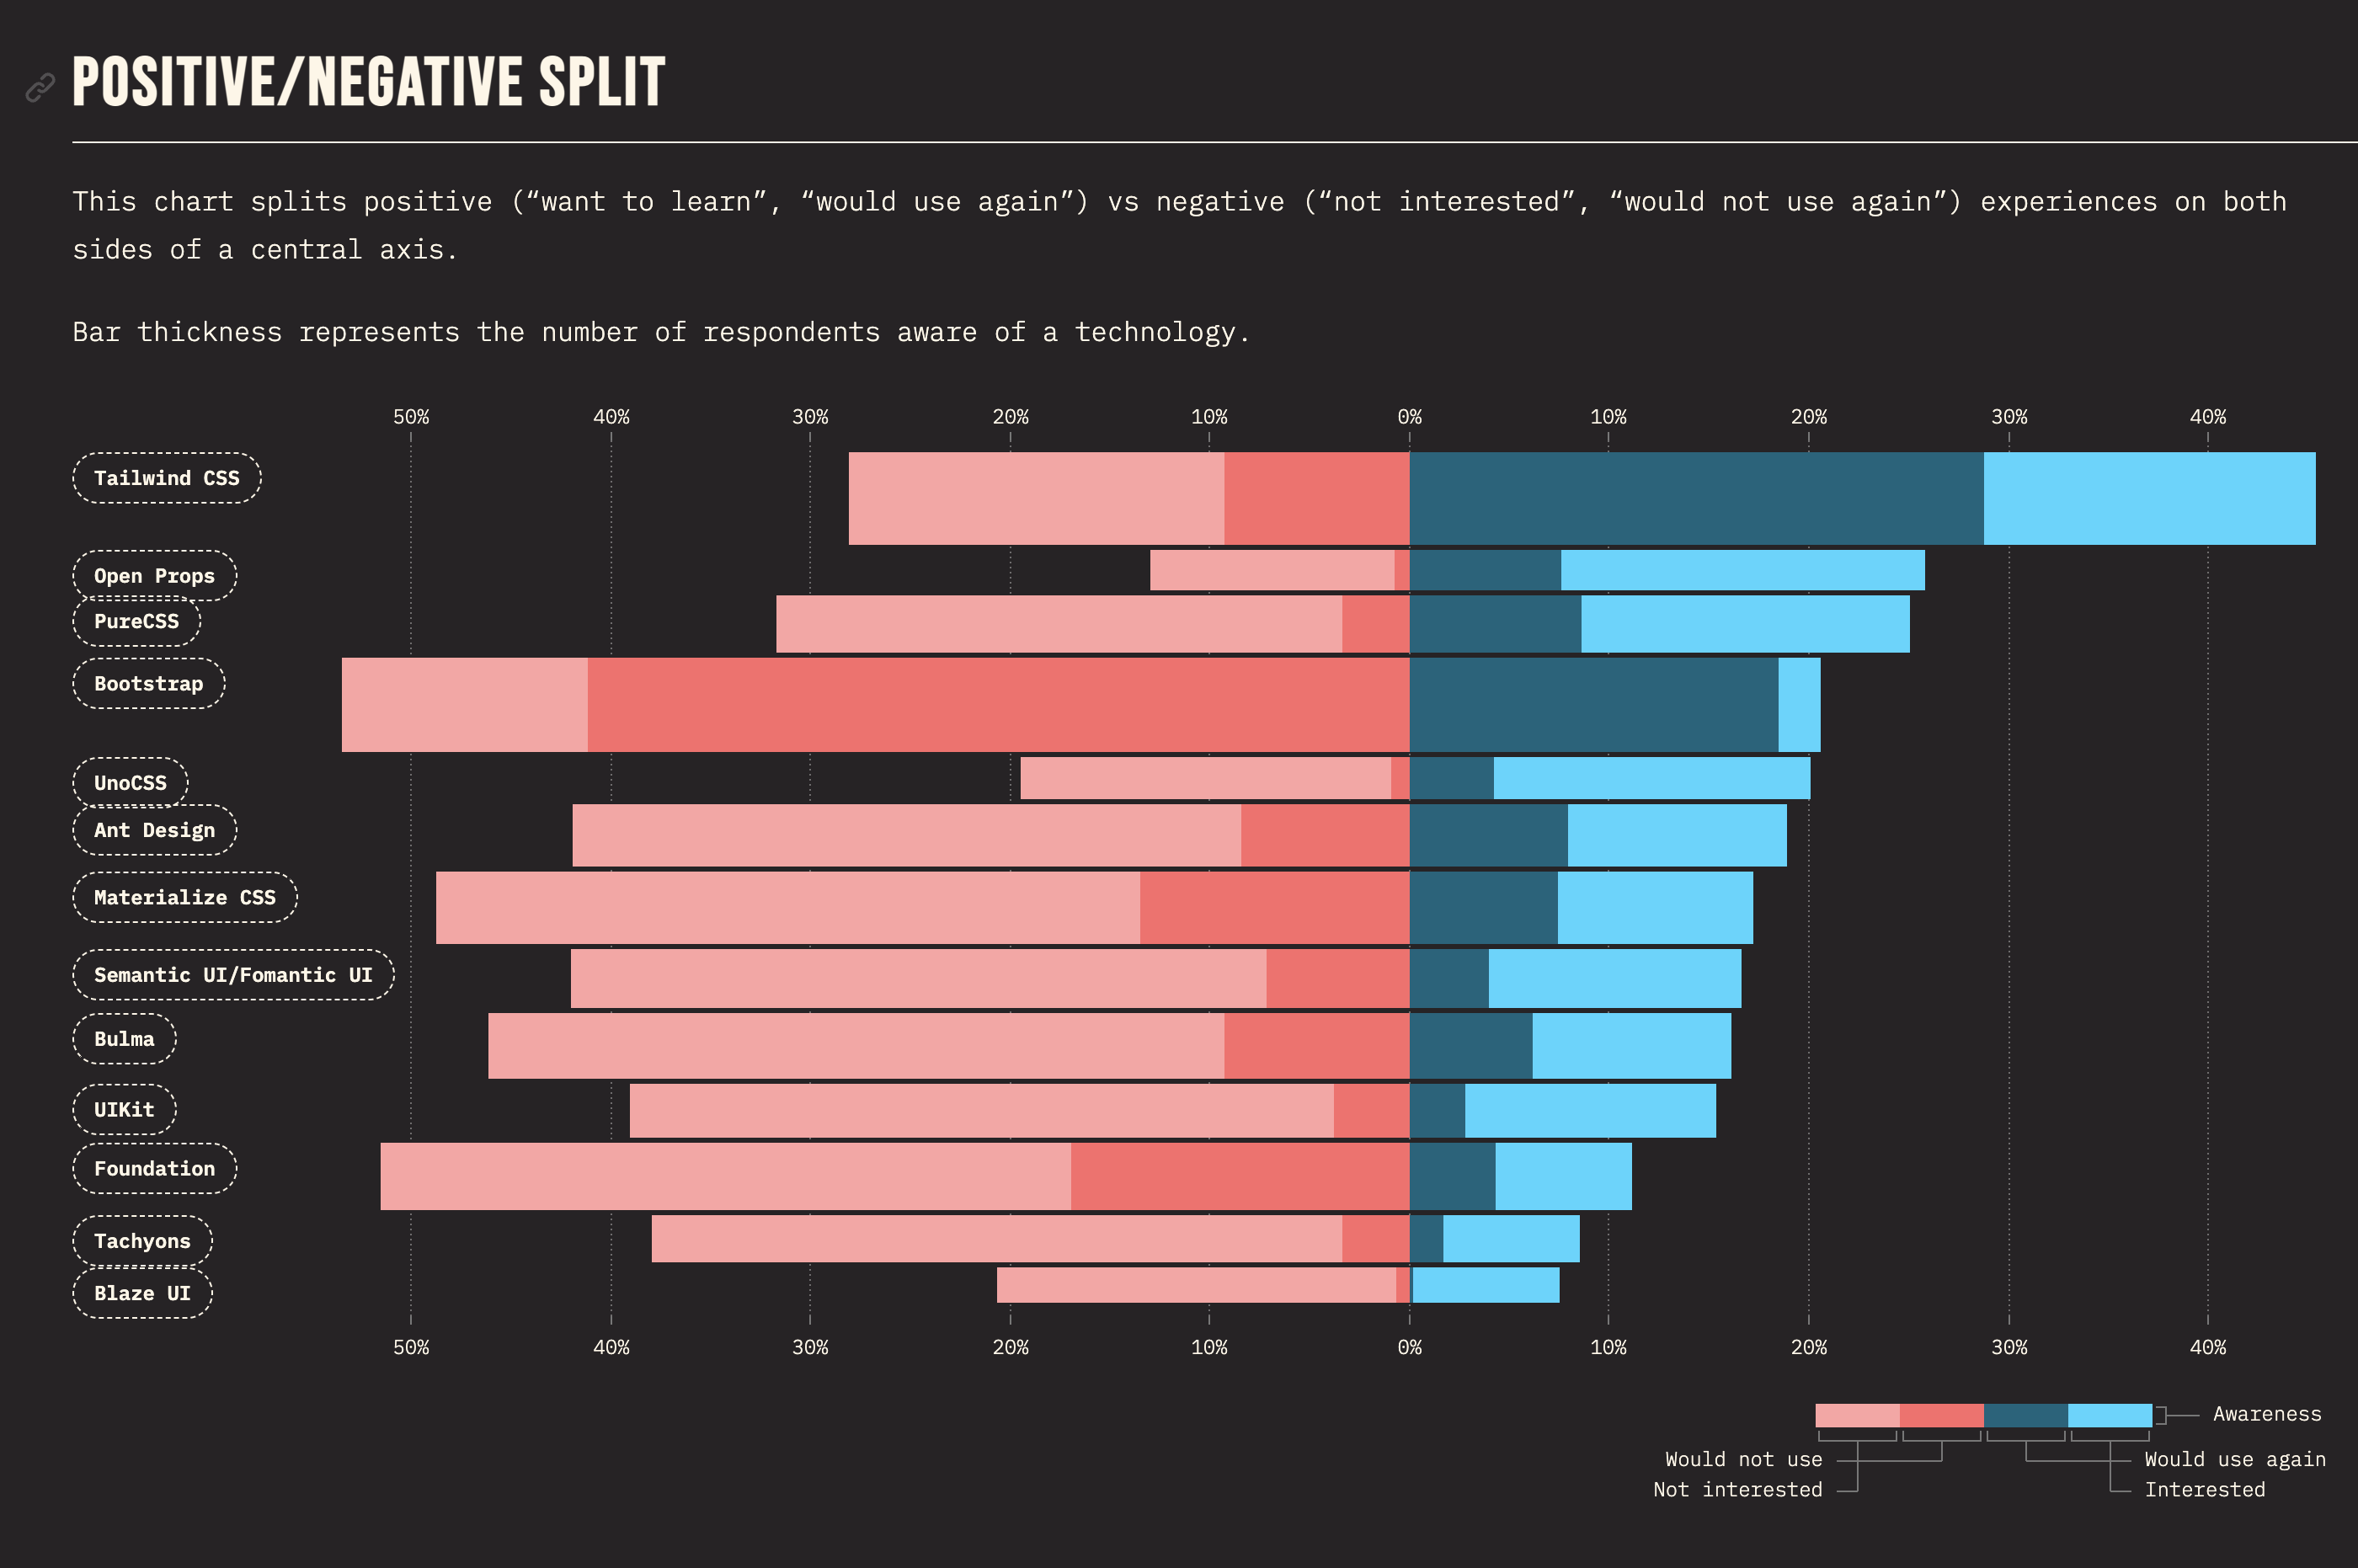 POSITIVE/NEGATIVE SPLIT
This chart splits positive (“want to learn”, “would use again”) vs negative (“not interested”, “would not use again”) experiences on both
sides of a central axis.
Bar thickness represents the number of respondents aware of a technology.
50% 40% 30% 20% 10% 0% 10% 20% 30% 40%
Tailwind CSS
Open Props
PureCSS
Bootstrap
UnoCSS
Ant Design
Materialize CSS
Semantic UI/Fomantic UI
Bulma
UIKit
Foundation
Tachyons
Blaze UI
50% 40% 30% 20% 10% 0% 10% 20% 30% 40%
Awareness
Would not use Would use again
Not interested Interested